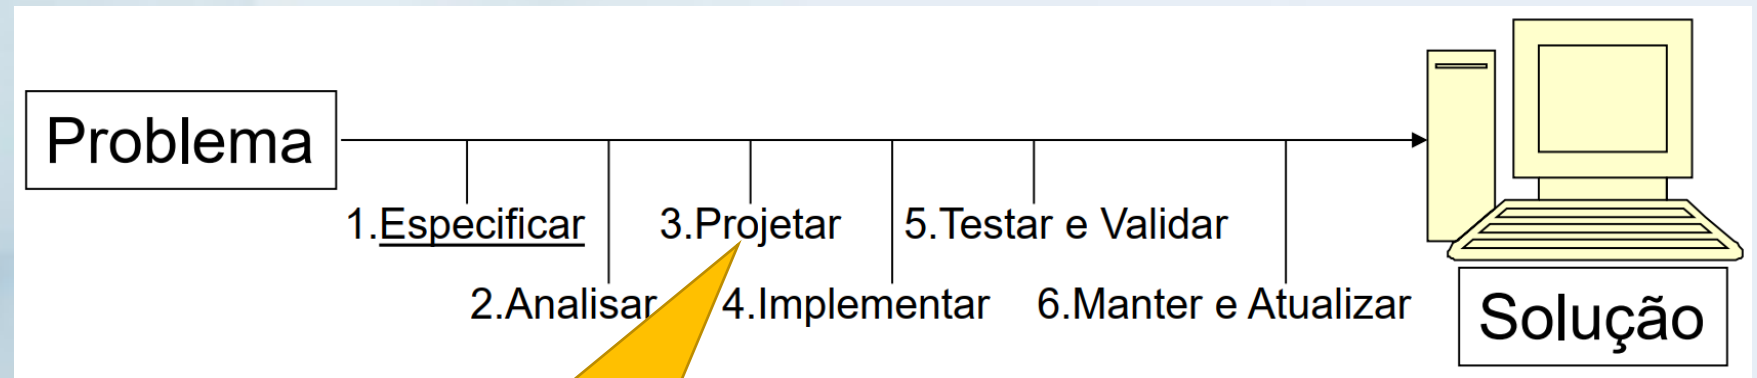 Problema
1.Especificar
3.Projetar
5.Testar e Validar
2.Analisar
4.Implementar
6.Manter e Atualizar
Solução